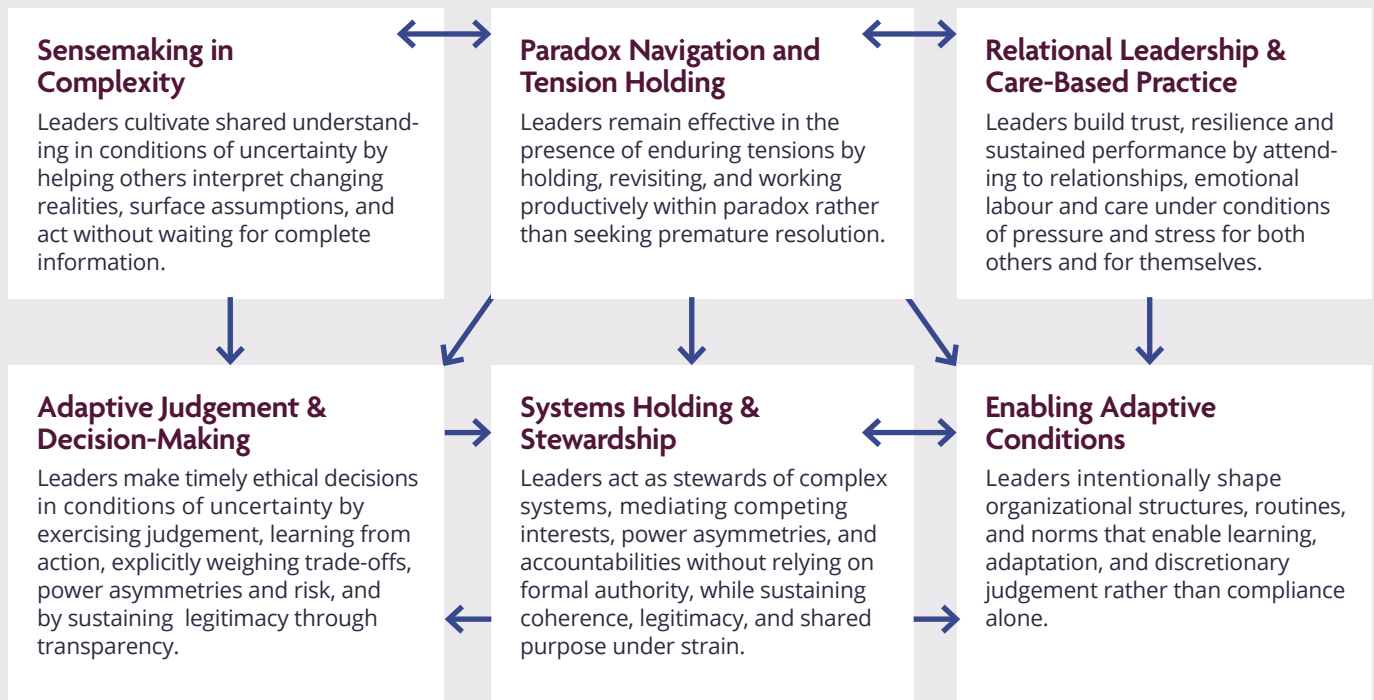 Sensemaking in
Complexity
Leaders cultivate shared understand-
ing in conditions of uncertainty by
helping others interpret changing
realities, surface assumptions, and
act without waiting for complete
information.
Paradox Navigation and
Tension Holding
Leaders remain effective in the
presence of enduring tensions by
holding, revisiting, and working
productively within paradox rather
than seeking premature resolution.
Relational Leadership &
Care-Based Practice
Leaders build trust, resilience and
sustained performance by attend-
ing to relationships, emotional
labour and care under conditions
of pressure and stress for both
others and for themselves.
Adaptive Judgement &
Decision-Making
Leaders make timely ethical decisions
in conditions of uncertainty by
exercising judgement, learning from
action, explicitly weighing trade-offs,
power asymmetries and risk, and
by sustaining  legitimacy through
transparency.
Systems Holding &
Stewardship
Leaders act as stewards of complex
systems, mediating competing
interests, power asymmetries, and
accountabilities without relying on
formal authority, while sustaining
coherence, legitimacy, and shared
purpose under strain.
Enabling Adaptive
Conditions
Leaders intentionally shape
organizational structures, routines,
and norms that enable learning,
adaptation, and discretionary
judgement rather than compliance
alone.